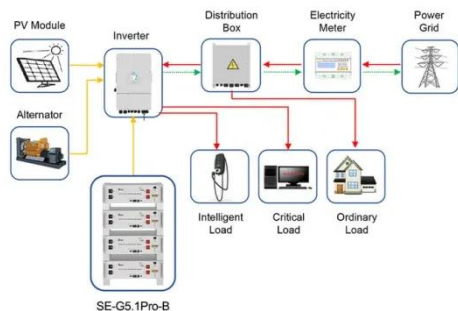 PV Module
Inverter
Distribution
Box
Electricity
Meter
Power
Grid
Alternator
Intelligent
Load
Critical
Load
Ordinary
Load
SE-G5.1Pro-B